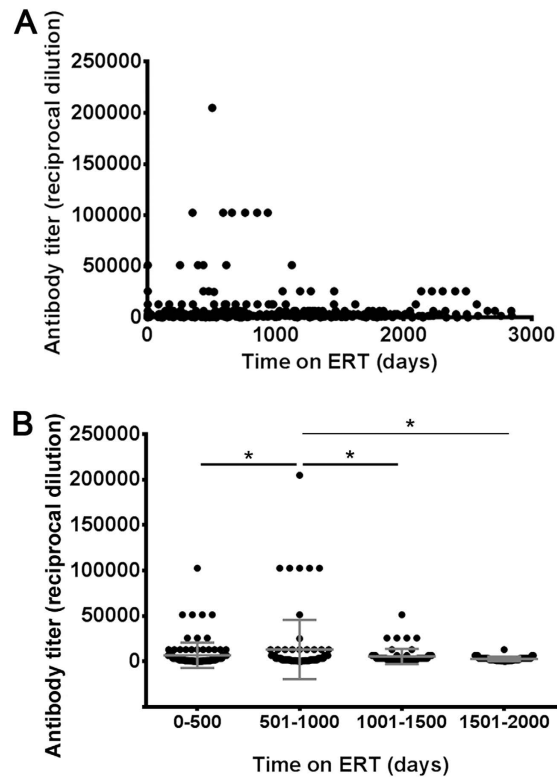 A
Antibody titer (reciprocal dilution)
250000
200000
150000
100000
50000
0
0 1000 2000 3000
Time on ERT (days)
B
Antibody titer (reciprocal dilution)
250000
200000
150000
100000
50000
0
*
* *
0-500 501-1000 1001-1500 1501-2000
Time on ERT (days)